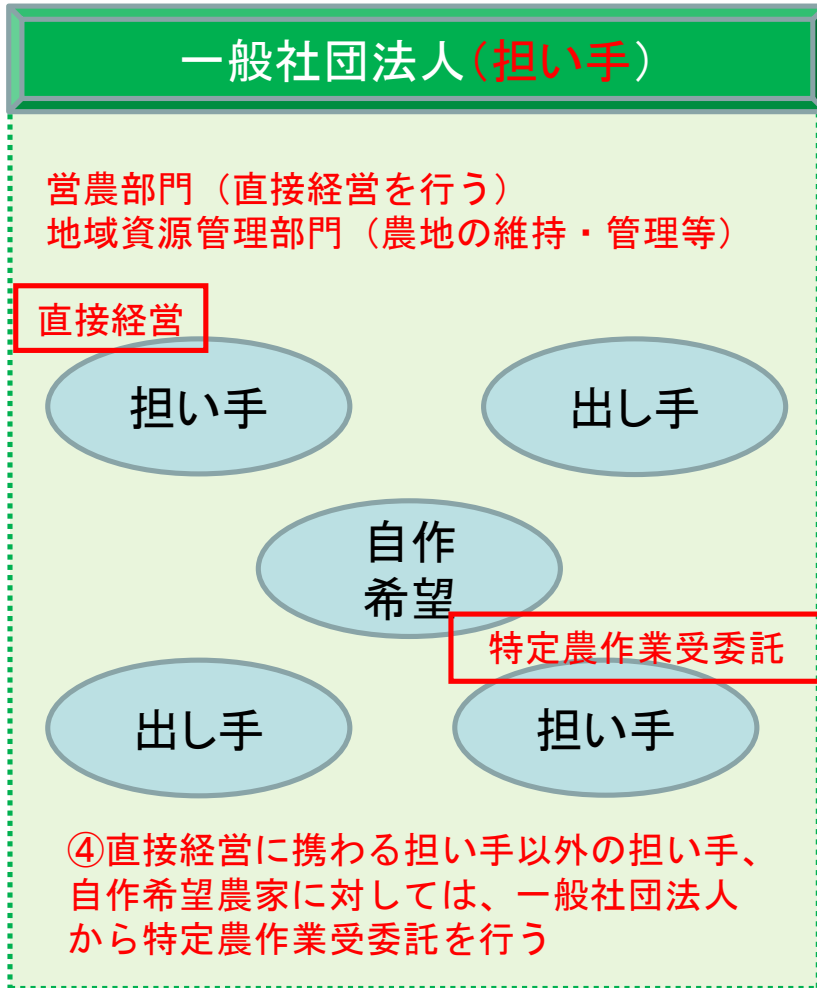 一般社団法人(担い手)
営農部門（直接経営を行う）
地域資源管理部門（農地の維持・管理等）
直接経営
担い手
出し手
自作
希望
特定農作業受委託
出し手
担い手
④直接経営に携わる担い手以外の担い手、
自作希望農家に対しては、一般社団法人
から特定農作業受委託を行う